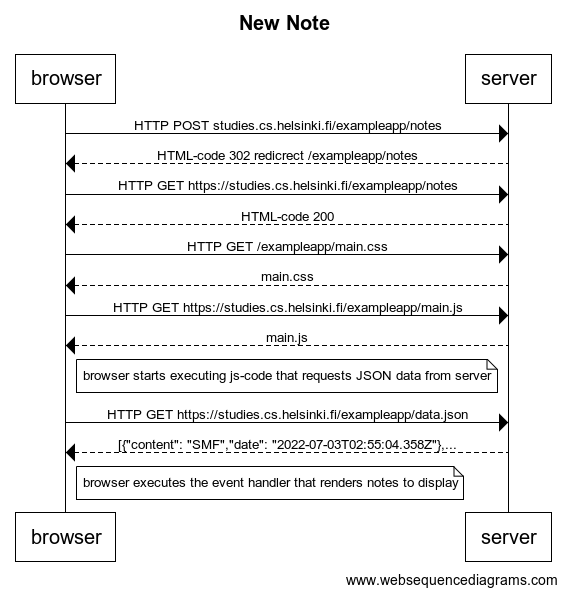 New Note
browser server
HTTP POST studies.cs.helsinki.fi/exampleapp/notes
HTML-code 302 redicrect /exampleapp/notes
HTTP GET https://studies.cs.helsinki.fi/exampleapp/notes
HTML-code 200
HTTP GET /exampleapp/main.css
main.css
HTTP GET https://studies.cs.helsinki.fi/exampleapp/main.js
main.js
browser starts executing js-code that requests JSON data from server
HTTP GET https://studies.cs.helsinki.fi/exampleapp/data.json
[{"content": "SMF","date": "2022-07-03T02:55:04.358Z"},...
browser executes the event handler that renders notes to display
browser server
www.websequencediagrams.com